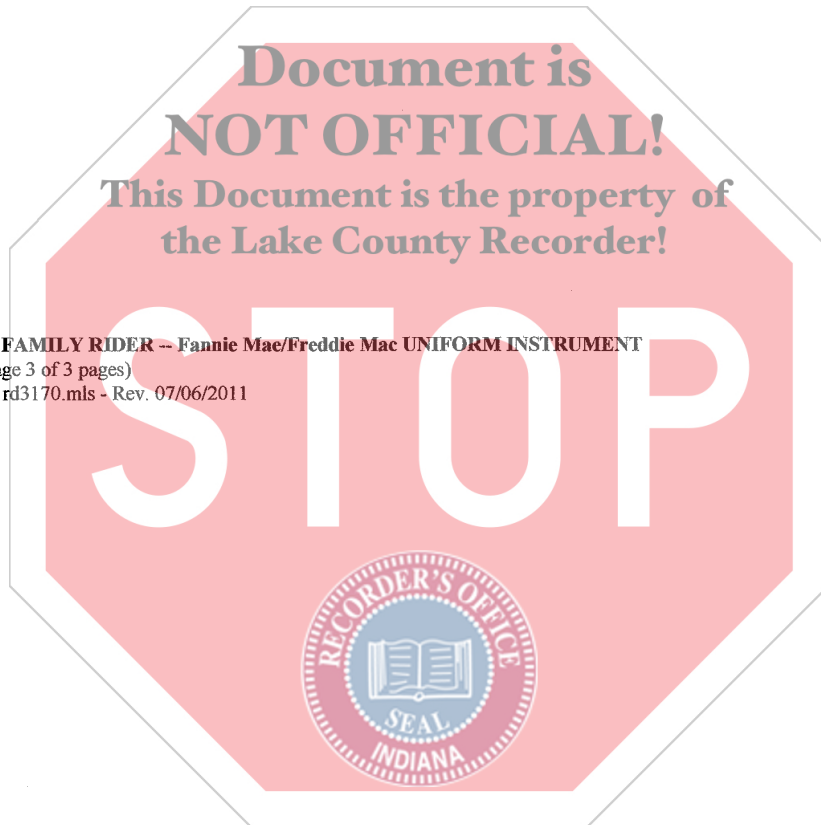 Document is
NOT OFFICIAL!
This Document is the property of
the Lake County Recorder!
FAMILY RIDER -- Fannie Mae/Freddie Mac UNIFORM INSTRUMENT
ge 3 of 3 pages)
rd3170.mls - Rev. 07/06/2011
STOP
RECORDER'S OFFICE
SEAL
INDIANA